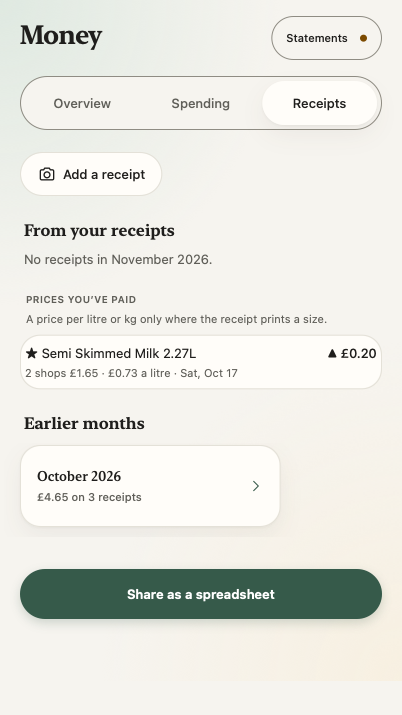 Money
Statements
Overview
Spending
Receipts
Add a receipt
From your receipts
No receipts in November 2026.
PRICES YOU’VE PAID
A price per litre or kg only where the receipt prints a size.
★ Semi Skimmed Milk 2.27L ▲ £0.20
2 shops £1.65 · £0.73 a litre · Sat, Oct 17
Earlier months
October 2026
£4.65 on 3 receipts
Share as a spreadsheet